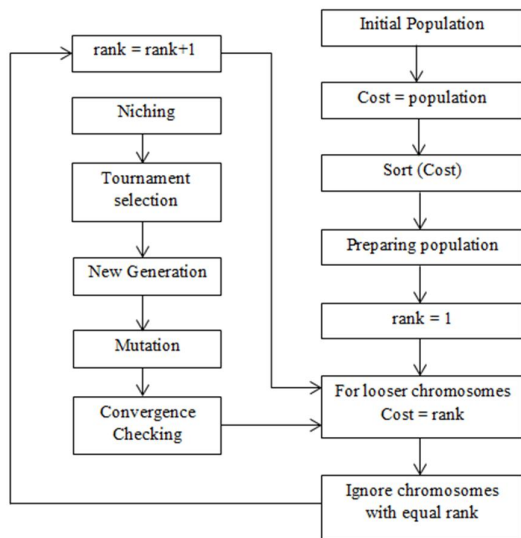 Initial Population
rank = rank+1
Cost = population
Niching
Sort (Cost)
Tournament
selection
Preparing population
New Generation
rank = 1
Mutation
For looser chromosomes
Cost = rank
Convergence
Checking
Ignore chromosomes
with equal rank